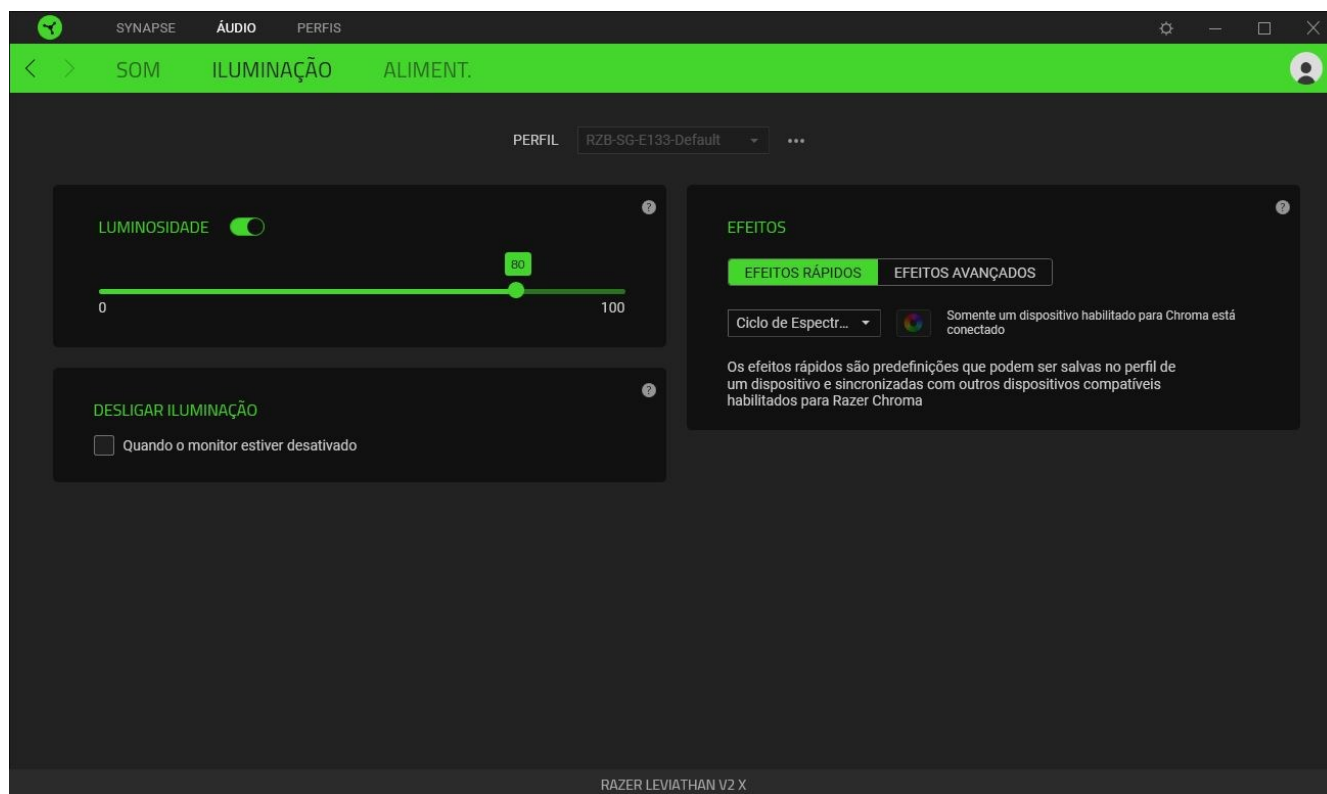 SYNAPSE ÁUDIO PERFIS
SOM ILUMINAÇÃO ALIMENT.
PERFIL RZB-SG-E133-Default
LUMINOSIDADE
80
0 100
DESLIGAR ILUMINAÇÃO
Quando o monitor estiver desativado
EFEITOS
EFEITOS RÁPIDOS EFEITOS AVANÇADOS
Ciclo de Espectr... Somente um dispositivo habilitado para Chroma está
conectado
Os efeitos rápidos são predefinições que podem ser salvas no perfil de
um dispositivo e sincronizadas com outros dispositivos compatíveis
habilitados para Razer Chroma
RAZER LEVIATHAN V2 X